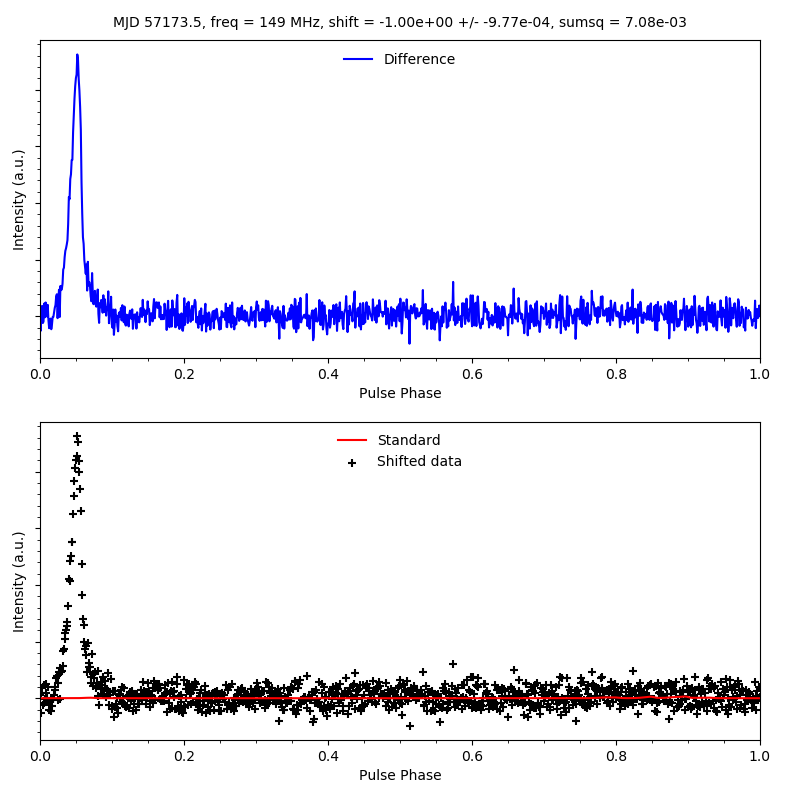 MJD 57173.5, freq = 149 MHz, shift = -1.00e+00 +/- -9.77e-04, sumsq = 7.08e-03
Difference
Intensity (a.u.)
0.0 0.2 0.4 0.6 0.8 1.0
Pulse Phase
Standard
Shifted data
Intensity (a.u.)
0.0 0.2 0.4 0.6 0.8 1.0
Pulse Phase